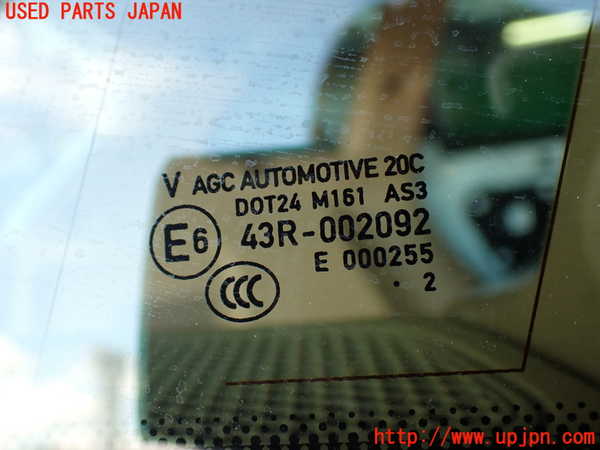 USED PARTS JAPAN
V AGC AUTOMOTIVE 20C
DOT24 M161 AS3
E6 43R-002092
E 000255
CCC
. 2
http://www.upjpn.com